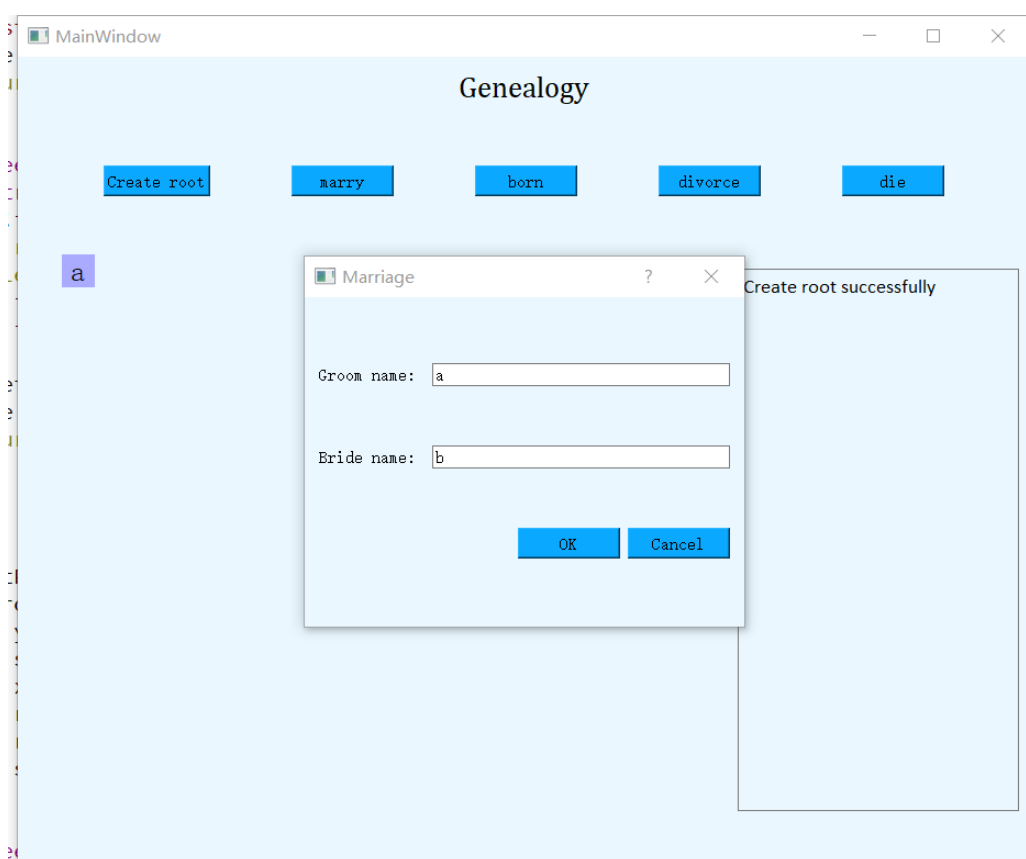 MainWindow
Genealogy
Create root
marry
born
divorce
die
a
Marriage
?
Create root successfully
Groom name:
a
Bride name:
b
OK
Cancel